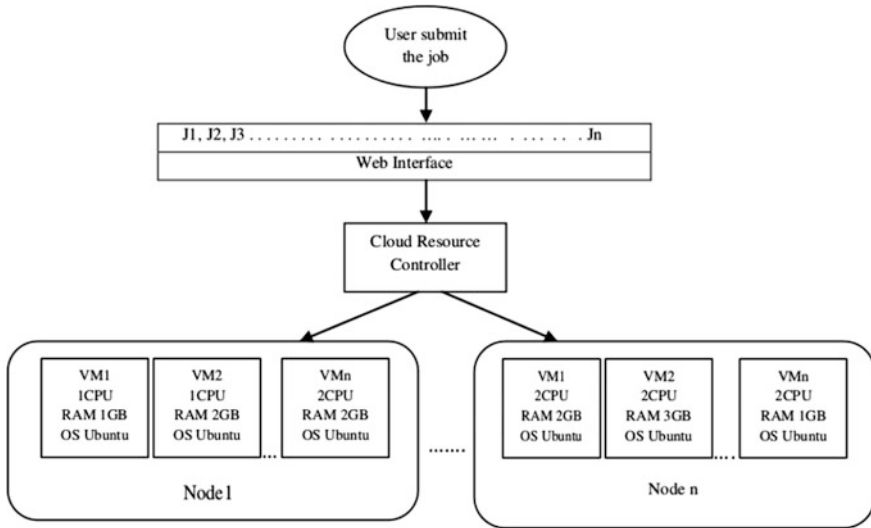 User submit
the job
J1, J2, J3 . . . . . . . . . . . . . . . . . . . .... . ... ... . ... . . . Jn
Web Interface
Cloud Resource
Controller
VM1
1CPU
RAM 1GB
OS Ubuntu
VM2
1CPU
RAM 2GB
OS Ubuntu
...
VMn
2CPU
RAM 2GB
OS Ubuntu
Node1
.......
VM1
2CPU
RAM 2GB
OS Ubuntu
VM2
2CPU
RAM 3GB
OS Ubuntu
....
VMn
2CPU
RAM 1GB
OS Ubuntu
Node n